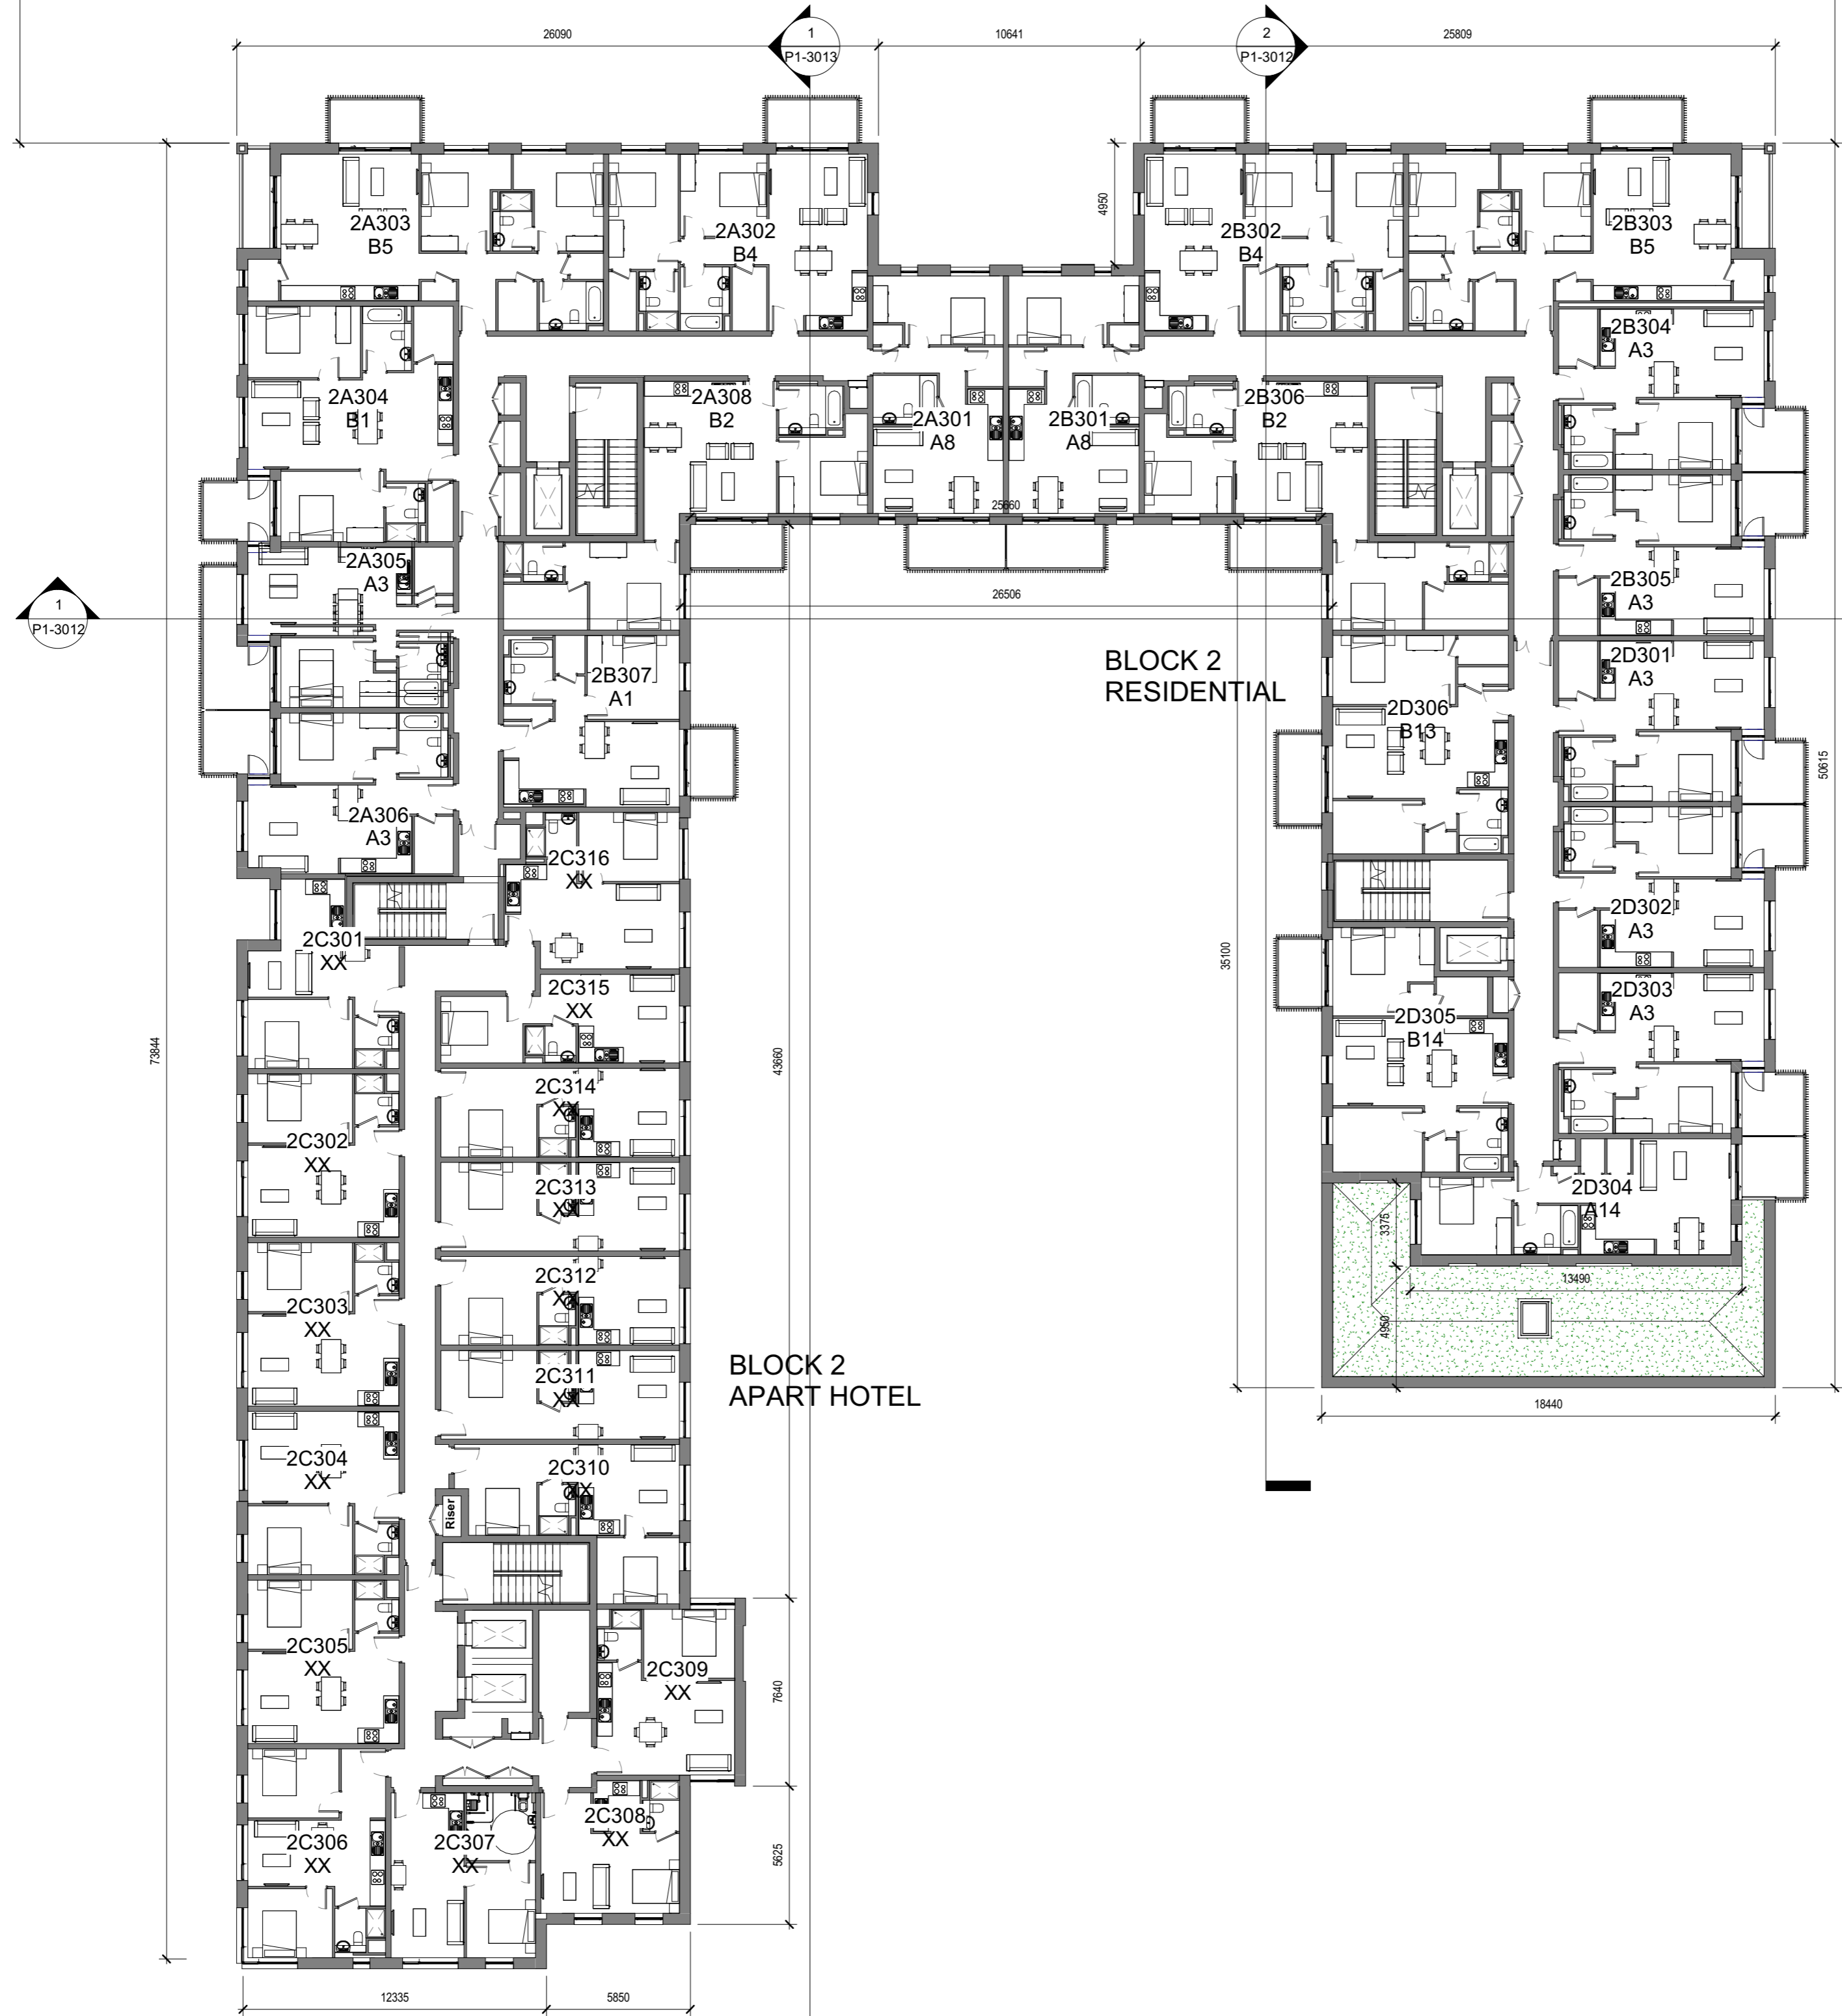 26090
1
P1-3013
10641
2
P1-3012
25809
4950
2A303
B5
2A302
B4
2B302
B4
2B303
B5
2A304
B1
2A308
B2
2A301
A8
2B301
A8
2B306
B2
2B304
A3
25660
2A305
A3
2B305
A3
1
P1-3012
26506
2B307
A1
BLOCK 2
RESIDENTIAL
2D306
B13
2D301
A3
50615
2A306
A3
2C316
XX
2D302
A3
2C301
XX
35100
2C315
XX
2D303
A3
2D305
B14
73844
43660
2C314
XX
2C302
XX
2C313
XX
2D304
A14
3375
2C312
XX
13490
2C303
XX
4950
BLOCK 2
APART HOTEL
2C311
XX
18440
2C304
XX
2C310
XX
Riser
2C305
XX
2C309
XX
7640
2C306
XX
2C307
XX
2C308
XX
5625
12335
5850